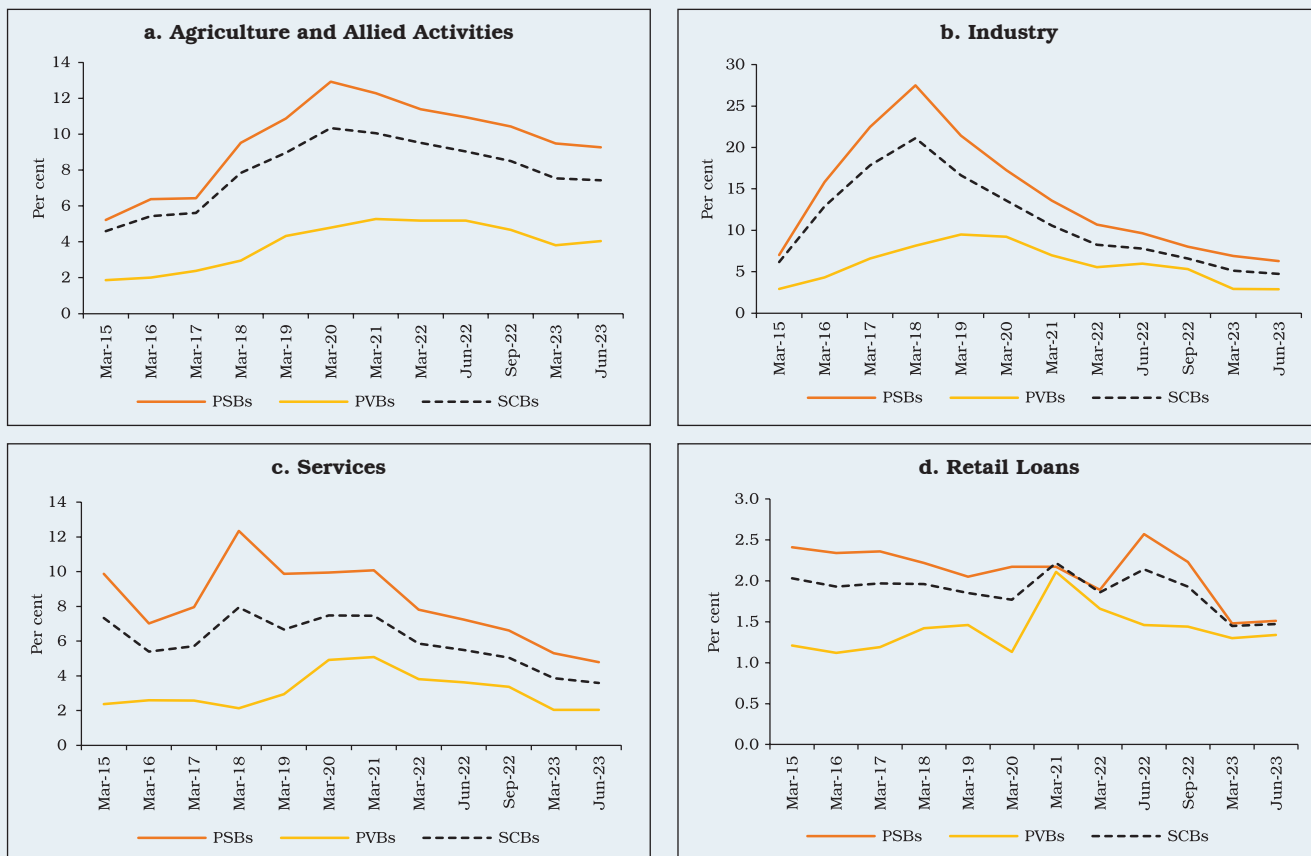 a. Agriculture and Allied Activities
Per cent
14
12
10
8
6
4
2
0
Mar-15
Mar-16
Mar-17
Mar-18
Mar-19
Mar-20
Mar-21
Mar-22
Jun-22
Sep-22
Mar-23
Jun-23
PSBs PVBs SCBs
b. Industry
Per cent
30
25
20
15
10
5
0
Mar-15
Mar-16
Mar-17
Mar-18
Mar-19
Mar-20
Mar-21
Mar-22
Jun-22
Sep-22
Mar-23
Jun-23
PSBs PVBs SCBs
c. Services
Per cent
14
12
10
8
6
4
2
0
Mar-15
Mar-16
Mar-17
Mar-18
Mar-19
Mar-20
Mar-21
Mar-22
Jun-22
Sep-22
Mar-23
Jun-23
PSBs PVBs SCBs
d. Retail Loans
Per cent
3.0
2.5
2.0
1.5
1.0
0.5
0.0
Mar-15
Mar-16
Mar-17
Mar-18
Mar-19
Mar-20
Mar-21
Mar-22
Jun-22
Sep-22
Mar-23
Jun-23
PSBs PVBs SCBs